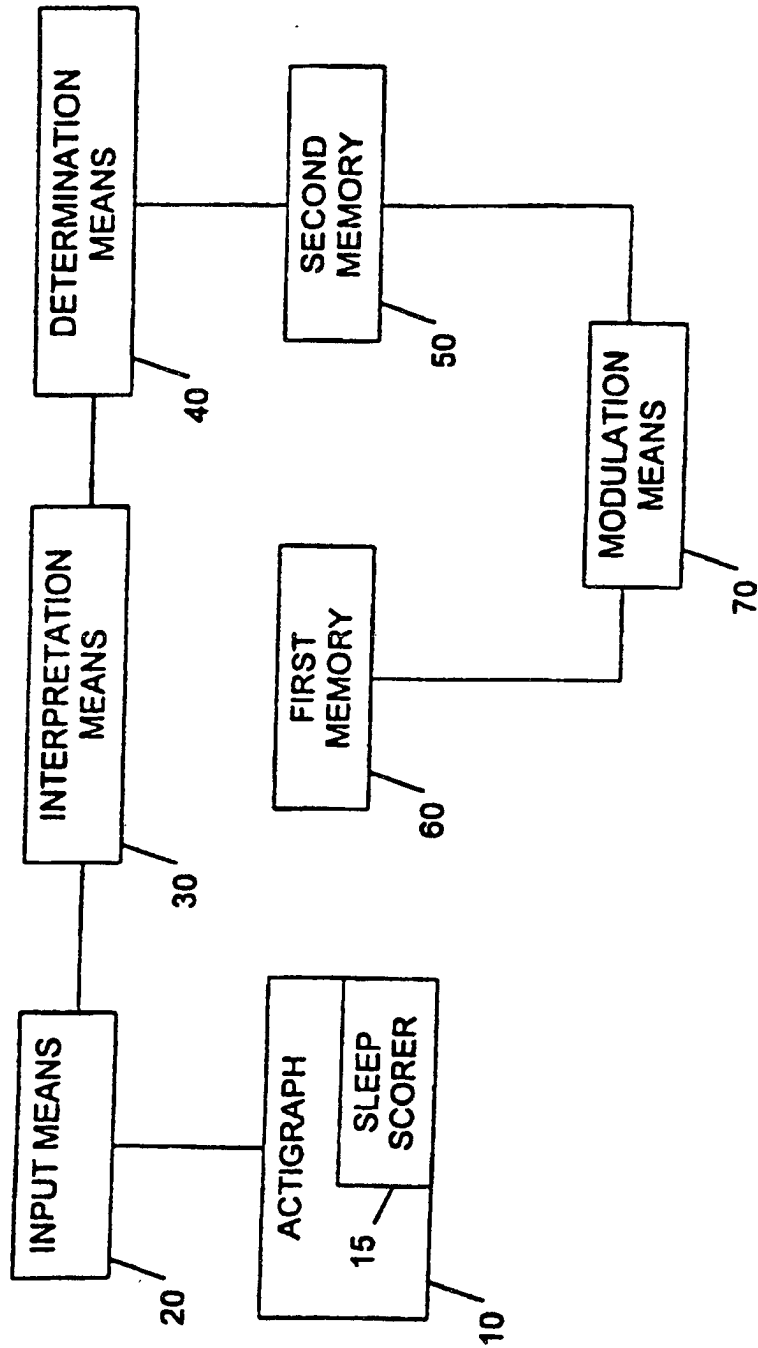 INPUT MEANS
20
INTERPRETATION
MEANS
30
DETERMINATION
MEANS
40
ACTIGRAPH
SLEEP
SCORER
15
10
FIRST
MEMORY
60
SECOND
MEMORY
50
MODULATION
MEANS
70